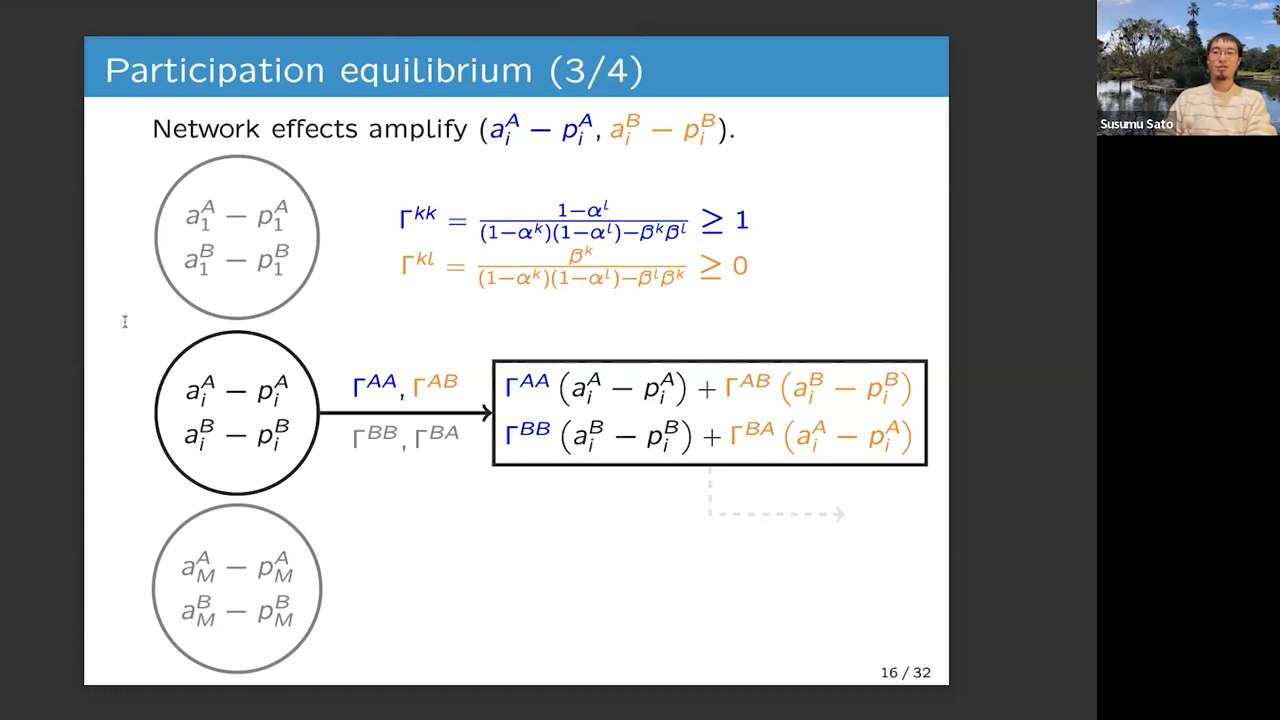 Participation equilibrium (3/4)
Susumu Sato
Network effects amplify (a_i^A − p_i^A, a_i^B − p_i^B).
a_1^A − p_1^A
a_1^B − p_1^B
Γ^{kk} = \frac{1−α^l}{(1−α^k)(1−α^l)−β^kβ^l} ≥ 1
Γ^{kl} = \frac{β^k}{(1−α^k)(1−α^l)−β^lβ^k} ≥ 0
a_i^A − p_i^A
a_i^B − p_i^B
Γ^{AA}, Γ^{AB}
Γ^{BB}, Γ^{BA}
Γ^{AA} (a_i^A − p_i^A) + Γ^{AB} (a_i^B − p_i^B)
Γ^{BB} (a_i^B − p_i^B) + Γ^{BA} (a_i^A − p_i^A)
a_M^A − p_M^A
a_M^B − p_M^B
16 / 32